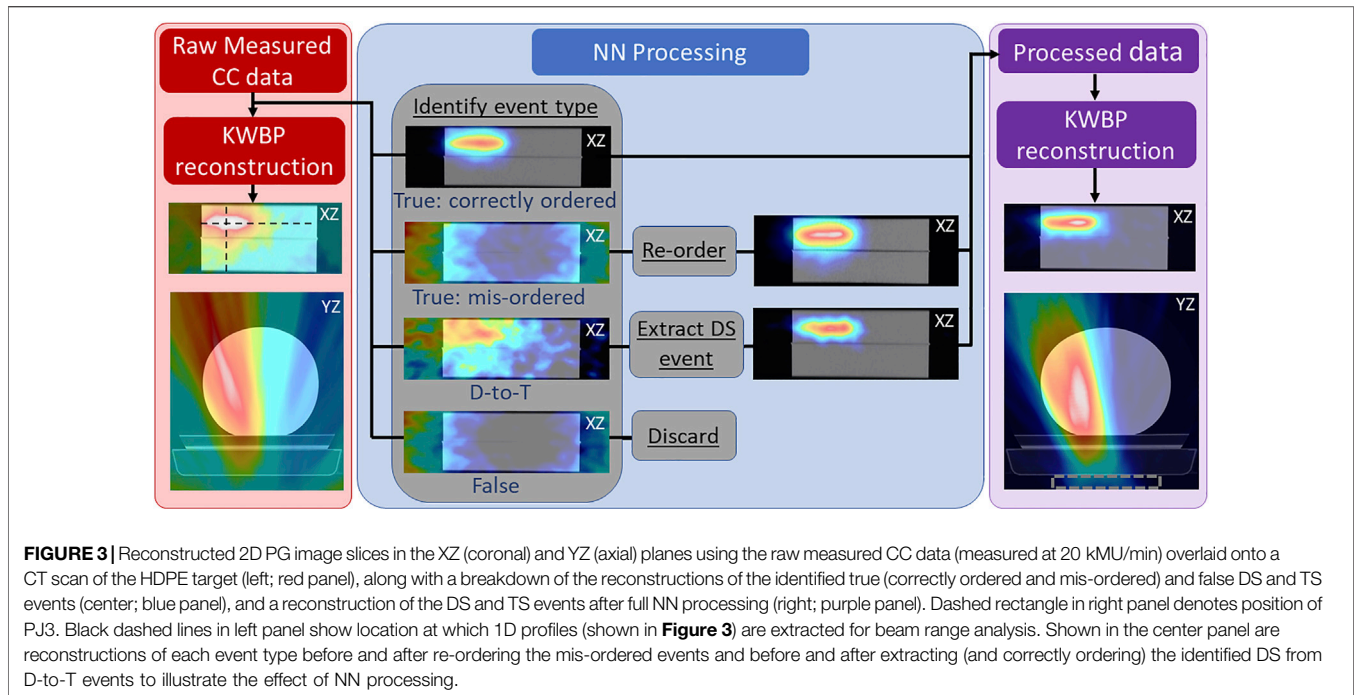 Raw Measured
CC data
KWBP
reconstruction
XZ
YZ
NN Processing
Identify event type
XZ
True: correctly ordered
XZ
True: mis-ordered
XZ
D-to-T
XZ
False
Re-order
XZ
Extract DS
event
XZ
Discard
Processed data
KWBP
reconstruction
XZ
YZ
FIGURE 3 | Reconstructed 2D PG image slices in the XZ (coronal) and YZ (axial) planes using the raw measured CC data (measured at 20 kMU/min) overlaid onto a
CT scan of the HDPE target (left; red panel), along with a breakdown of the reconstructions of the identified true (correctly ordered and mis-ordered) and false DS and TS
events (center; blue panel), and a reconstruction of the DS and TS events after full NN processing (right; purple panel). Dashed rectangle in right panel denotes position of
PJ3. Black dashed lines in left panel show location at which 1D profiles (shown in Figure 3) are extracted for beam range analysis. Shown in the center panel are
reconstructions of each event type before and after re-ordering the mis-ordered events and before and after extracting (and correctly ordering) the identified DS from
D-to-T events to illustrate the effect of NN processing.